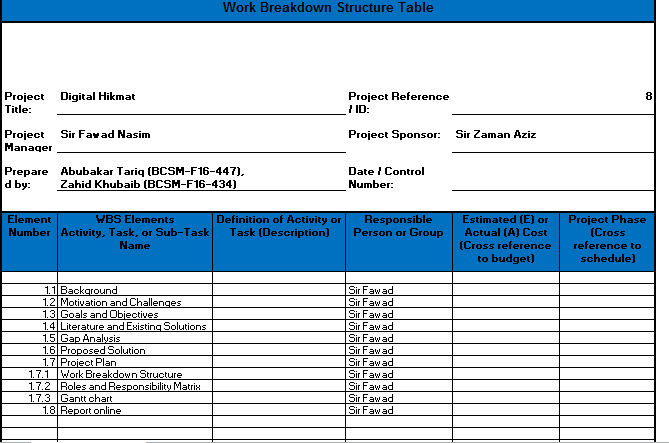 Work Breakdown Structure Table
Project Title: Digital Hikmat Project Reference / ID: 8
Project Manager Sir Fawad Nasim Project Sponsor: Sir Zaman Aziz
Prepared by: Abubakar Tariq (BCSM-F16-447), Zahid Khubaib (BCSM-F16-434) Date / Control Number:
Element Number WBS Elements Activity, Task, or Sub-Task Name Definition of Activity or Task (Description) Responsible Person or Group Estimated (E) or Actual (A) Cost (Cross reference to budget) Project Phase (Cross reference to schedule)
1.1 Background Sir Fawad
1.2 Motivation and Challenges Sir Fawad
1.3 Goals and Objectives Sir Fawad
1.4 Literature and Existing Solutions Sir Fawad
1.5 Gap Analysis Sir Fawad
1.6 Proposed Solution Sir Fawad
1.7 Project Plan Sir Fawad
1.7.1 Work Breakdown Structure Sir Fawad
1.7.2 Roles and Responsibility Matrix Sir Fawad
1.7.3 Gantt chart Sir Fawad
1.8 Report online Sir Fawad